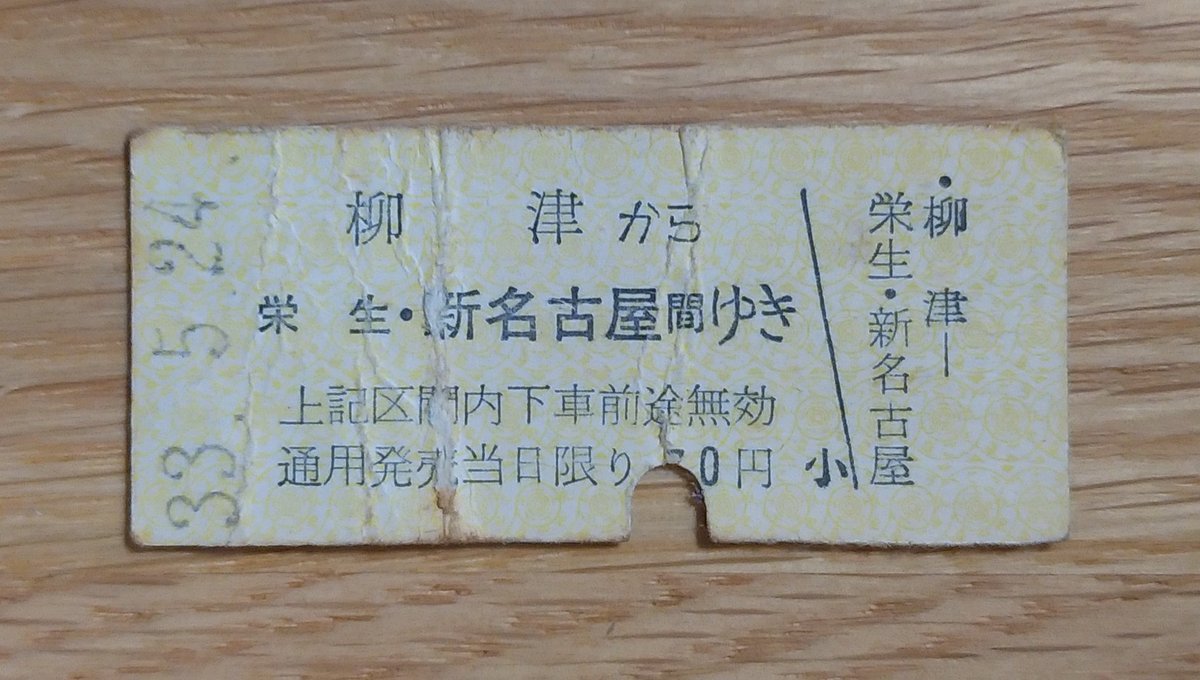 33. 5. 24.
柳津から
栄生・新名古屋間ゆき
上記区間内下車前途無効
通用発売当日限り 0円
小
・柳津―
栄生・新名古屋